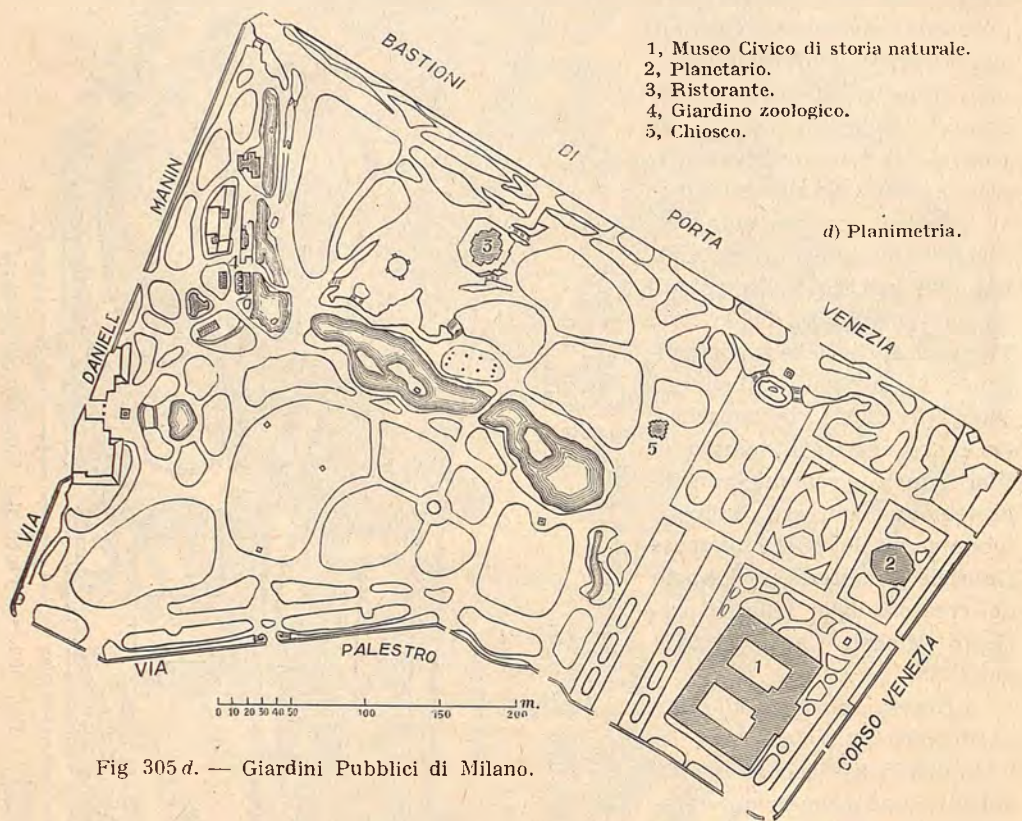 1, Museo Civico di storia naturale.
2, Planetario.
3, Ristorante.
4, Giardino zoologico.
5, Chiosco.
d) Planimetria.
BASTIONI DI PORTA VENEZIA
VIA DANIELL MANIN
3
4
5
2
1
VIA PALESTRO
CORSO VENEZIA
0 10 20 30 40 50 100 150 200 m.
Fig 305 d. — Giardini Pubblici di Milano.